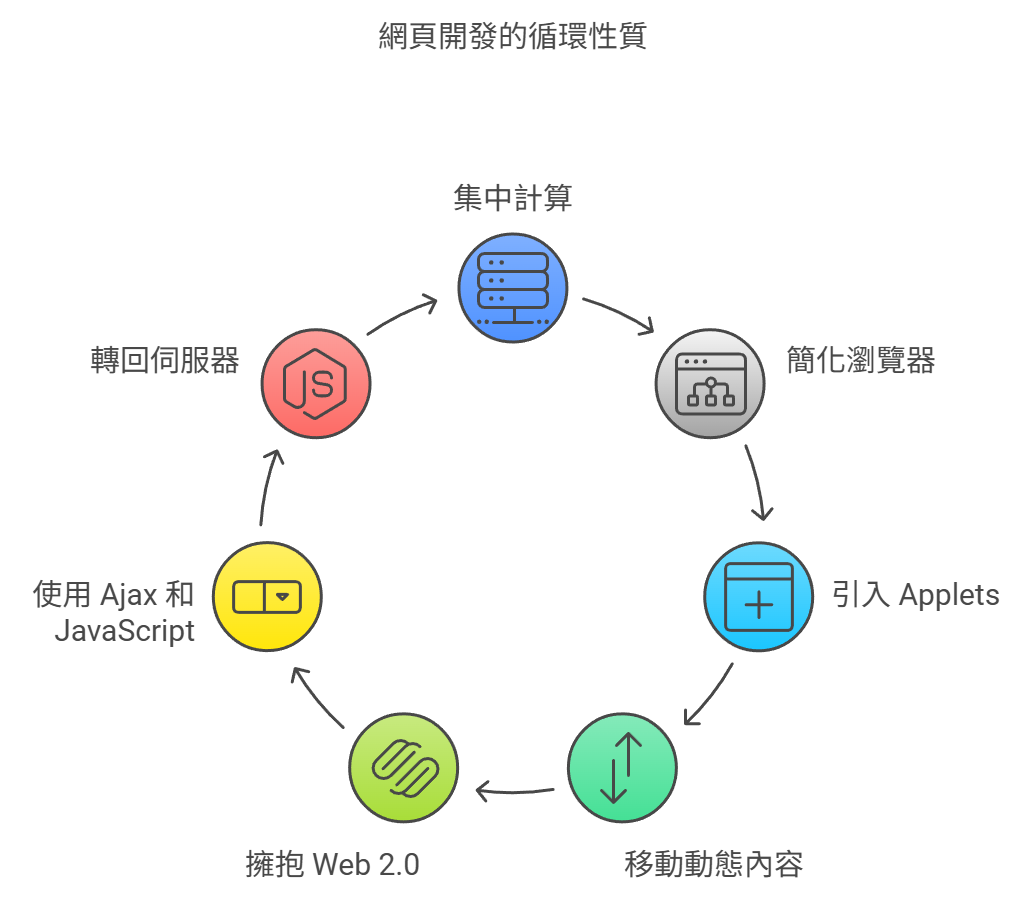 網頁開發的循環性質
集中計算
簡化瀏覽器
引入 Applets
移動動態內容
擁抱 Web 2.0
使用 Ajax 和
JavaScript
轉回伺服器
JS